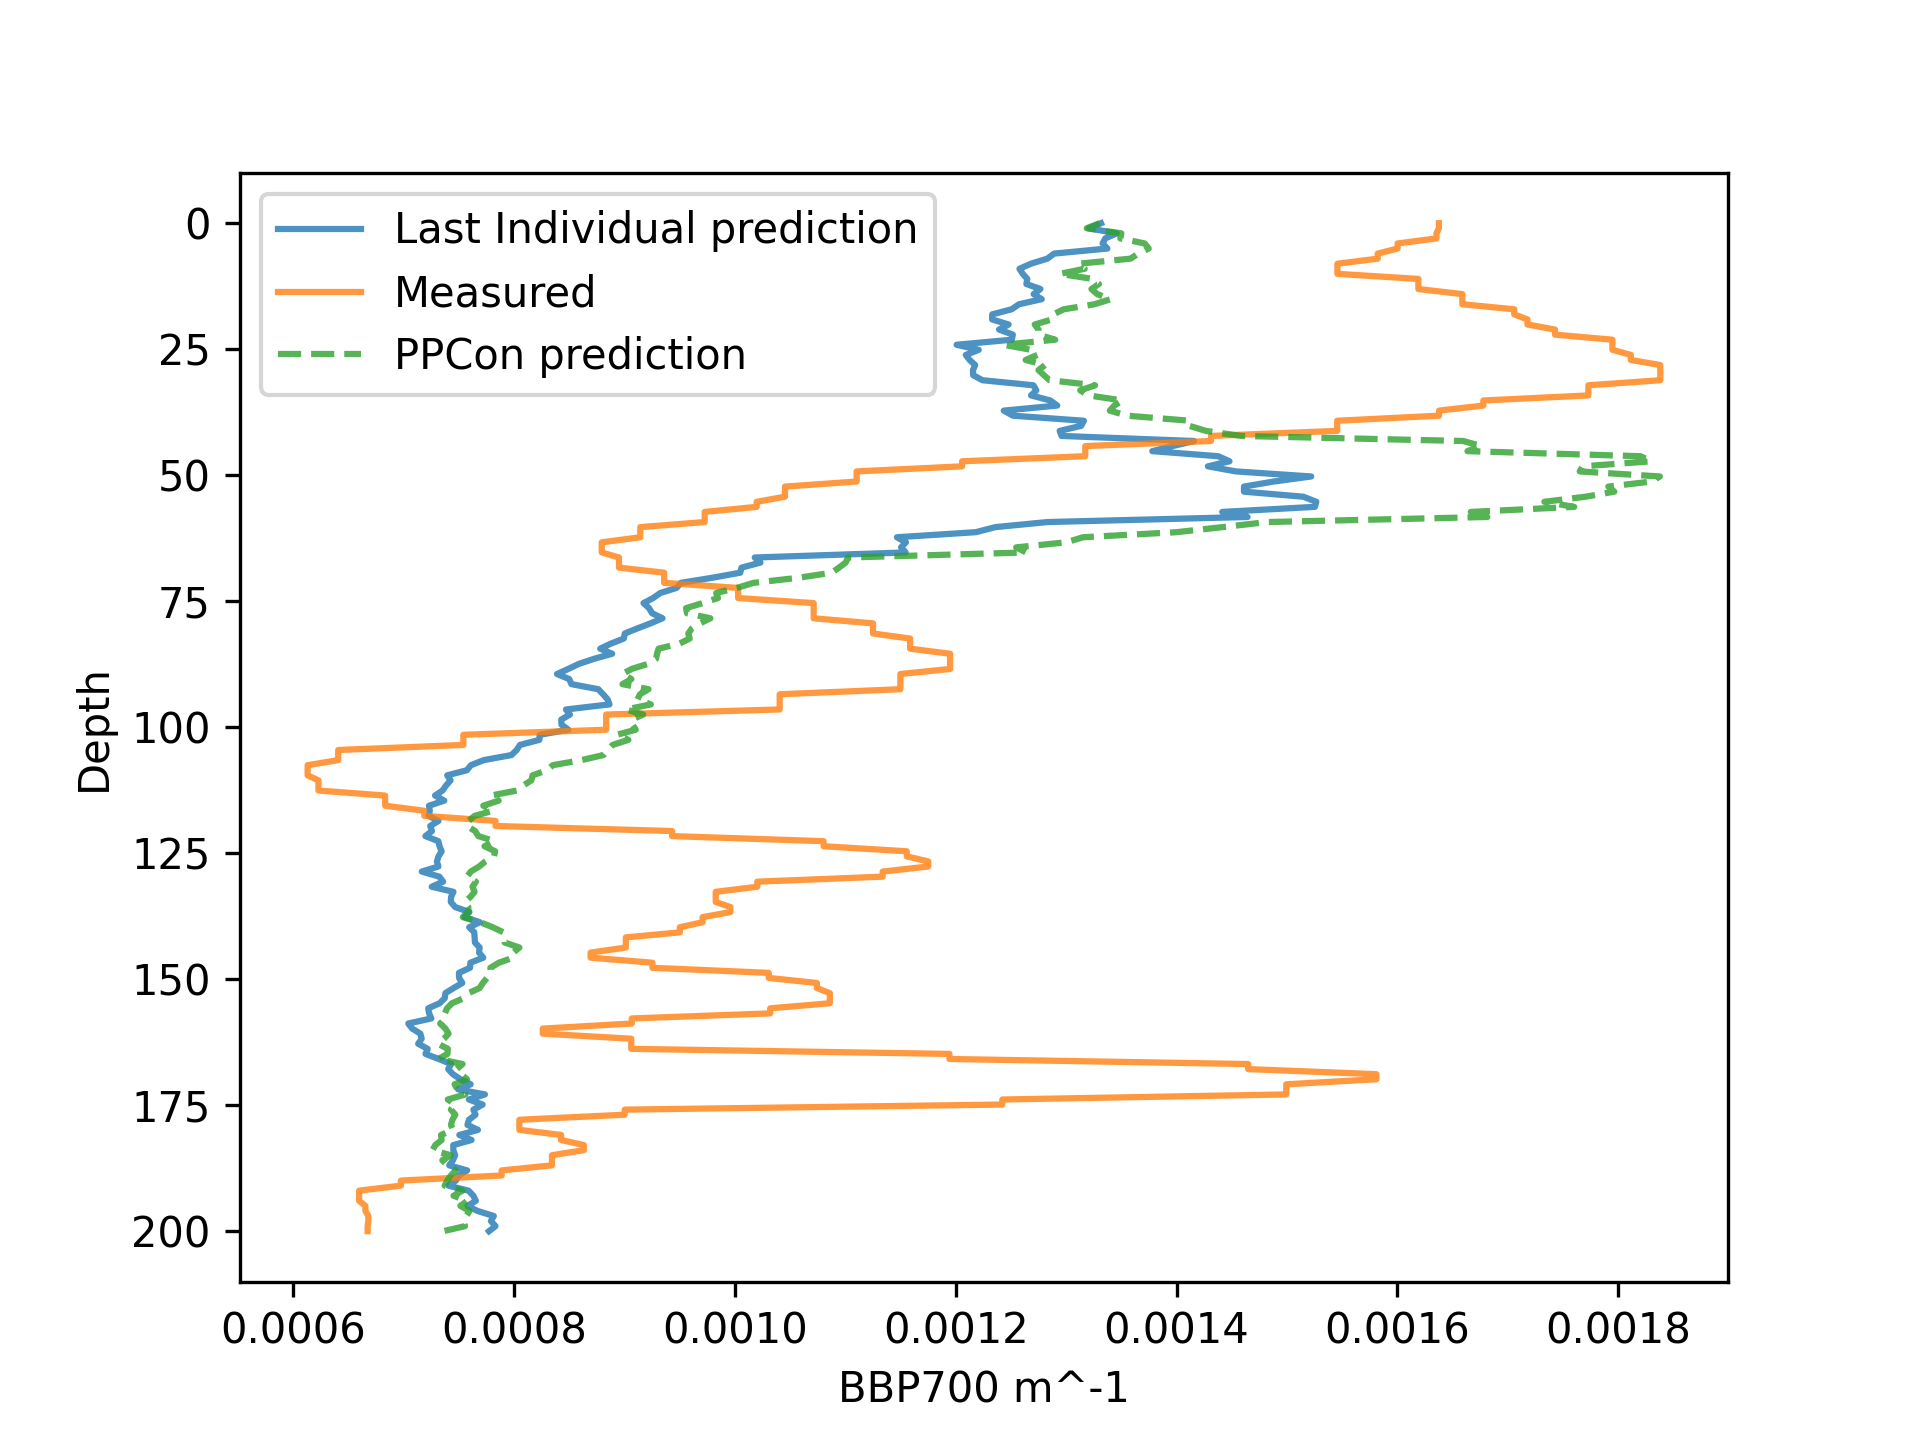 Last Individual prediction
Measured
PPCon prediction
0
25
50
75
100
125
150
175
200
Depth
0.0006 0.0008 0.0010 0.0012 0.0014 0.0016 0.0018
BBP700 m^-1